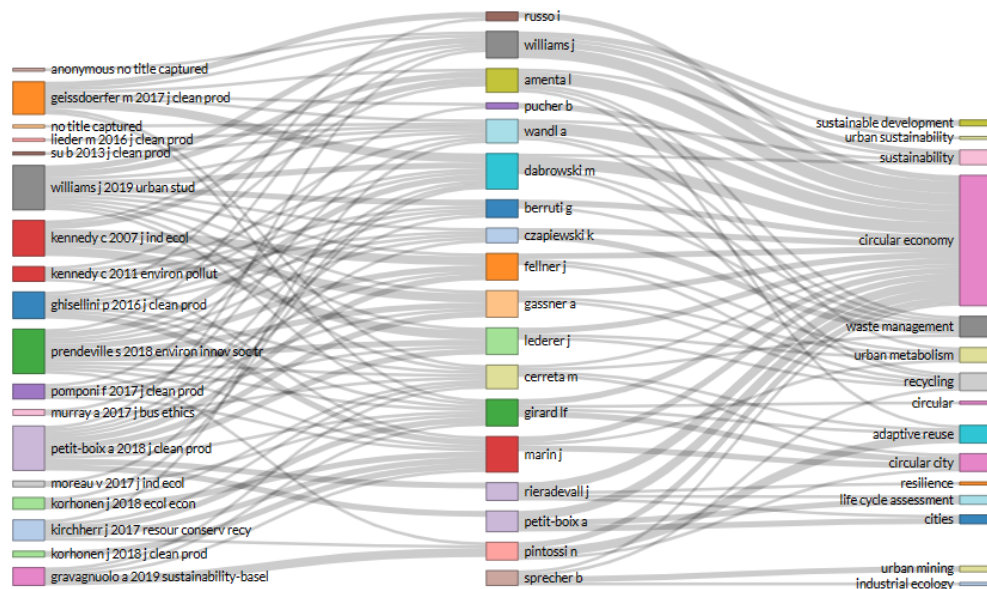 anonymous no title captured
geissdoerfer m 2017 j clean prod
no title captured
lieder m 2016 j clean prod
su b 2013 j clean prod
williams j 2019 urban stud
kennedy c 2007 j ind ecol
kennedy c 2011 environ pollut
ghisellini p 2016 j clean prod
prendeville s 2018 environ innov soc tr
pomponi f 2017 j clean prod
murray a 2017 j bus ethics
petit-boix a 2018 j clean prod
moreau v 2017 j ind ecol
korhonen j 2018 ecol econ
kirchherr j 2017 resour conserv recy
korhonen j 2018 j clean prod
gravagnuolo a 2019 sustainability-basel
russo i
williams j
amenta l
pucher b
wandl a
dabrowski m
berruti g
czapiewski k
fellner j
gassner a
lederer j
cerreta m
girard lf
marin j
rieradevall j
petit-boix a
pintossi n
sprecher b
sustainable development
urban sustainability
sustainability
circular economy
waste management
urban metabolism
recycling
circular
adaptive reuse
circular city
resilience
life cycle assessment
cities
urban mining
industrial ecology